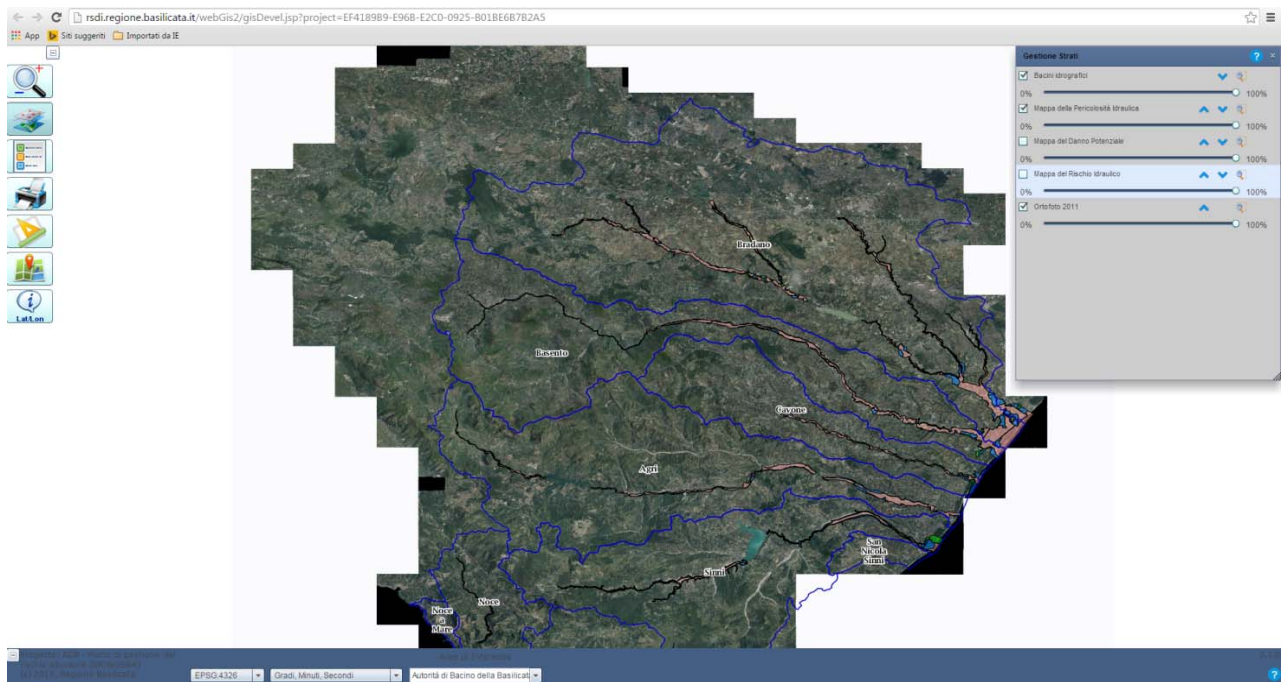 rsdi.regione.basilicata.it/webGis2/gisDevel.jsp?project=EF4189B9-E96B-E2C0-0925-B01BE6B7B2A5
App Siti suggeriti Importati da IE
Gestione Strati
Bacini idrografici
0% 100%
Mappa della Pericolosità Idraulica
0% 100%
Mappa del Danno Potenziale
0% 100%
Mappa del Rischio Idraulico
0% 100%
Ortofoto 2011
0% 100%
Lat/Lon
Bradano
Basento
Cavone
Agri
San
Nicola
Sinni
Sinni
Noce
Noce
a
Mare
EPSG:4326 Gradi, Minuti, Secondi Autorità di Bacino della Basilicat